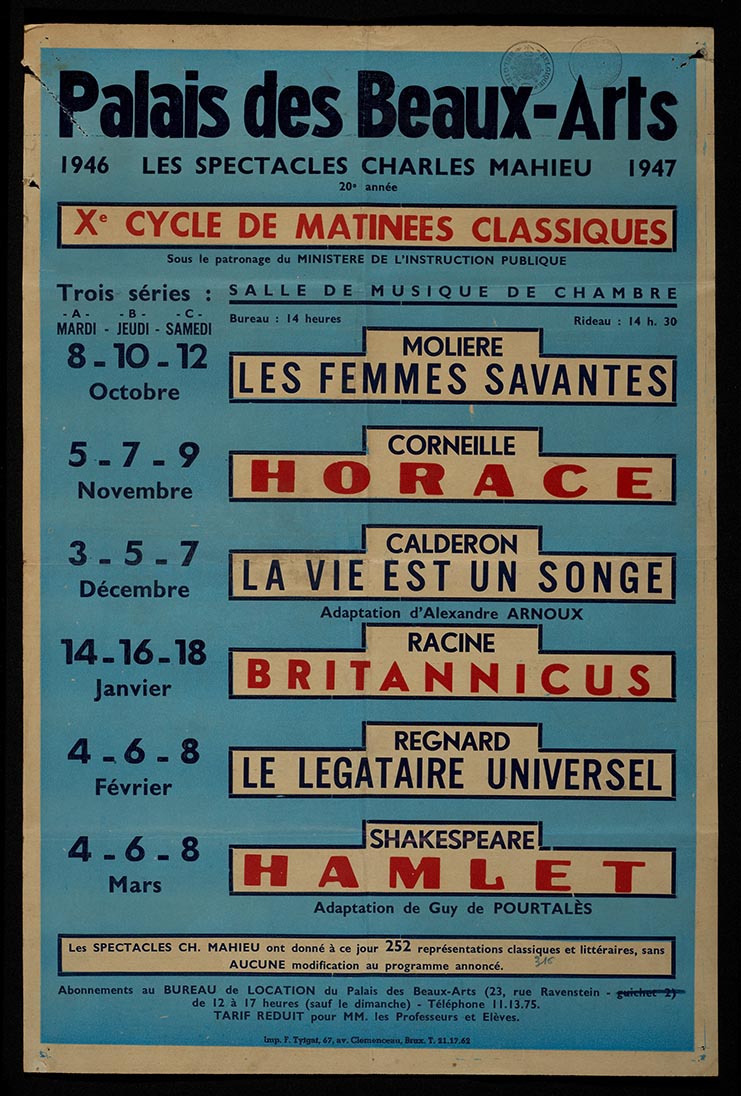 Palais des Beaux-Arts
1946 LES SPECTACLES CHARLES MAHIEU 1947
20e année
Xe CYCLE DE MATINEES CLASSIQUES
Sous le patronage du MINISTERE DE L'INSTRUCTION PUBLIQUE
Trois séries : SALLE DE MUSIQUE DE CHAMBRE
- A - - B - - C -
MARDI - JEUDI - SAMEDI
Bureau : 14 heures Rideau : 14 h. 30
8 - 10 - 12
Octobre
MOLIERE
LES FEMMES SAVANTES
5 - 7 - 9
Novembre
CORNEILLE
HORACE
3 - 5 - 7
Décembre
CALDERON
LA VIE EST UN SONGE
Adaptation d'Alexandre ARNOUX
14 - 16 - 18
Janvier
RACINE
BRITANNICUS
4 - 6 - 8
Février
REGNARD
LE LEGATAIRE UNIVERSEL
4 - 6 - 8
Mars
SHAKESPEARE
HAMLET
Adaptation de Guy de POURTALÈS
Les SPECTACLES CH. MAHIEU ont donné à ce jour 252 représentations classiques et littéraires, sans
AUCUNE modification au programme annoncé.
316
Abonnements au BUREAU de LOCATION du Palais des Beaux-Arts (23, rue Ravenstein - guichet 2)
de 12 à 17 heures (sauf le dimanche) - Téléphone 11.13.75.
TARIF REDUIT pour MM. les Professeurs et Elèves.
Imp. F. Tytgat, 67, av. Clemenceau, Brux. T. 21.17.62